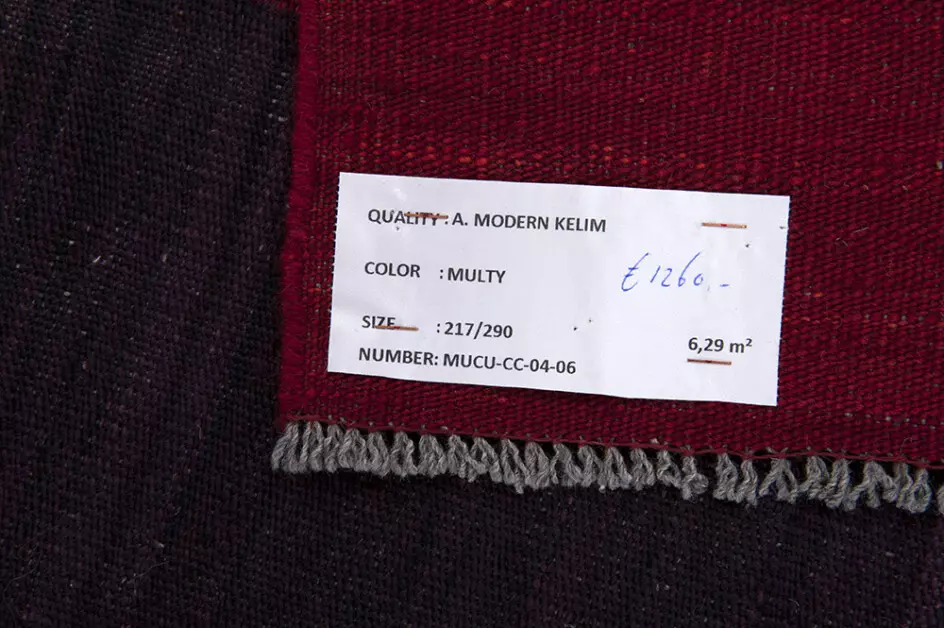 QUALITY : A. MODERN KELIM
COLOR : MULTY
€ 1260,-
SIZE : 217/290
6,29 m²
NUMBER: MUCU-CC-04-06